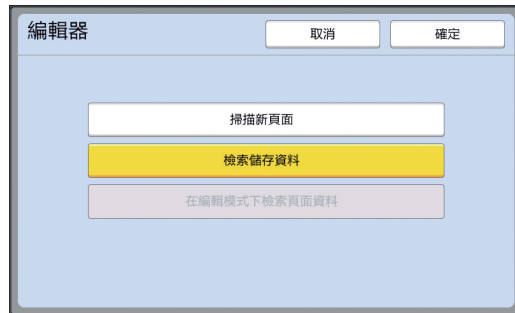 編輯器
取消
確定
掃描新頁面
檢索儲存資料
在編輯模式下檢索頁面資料